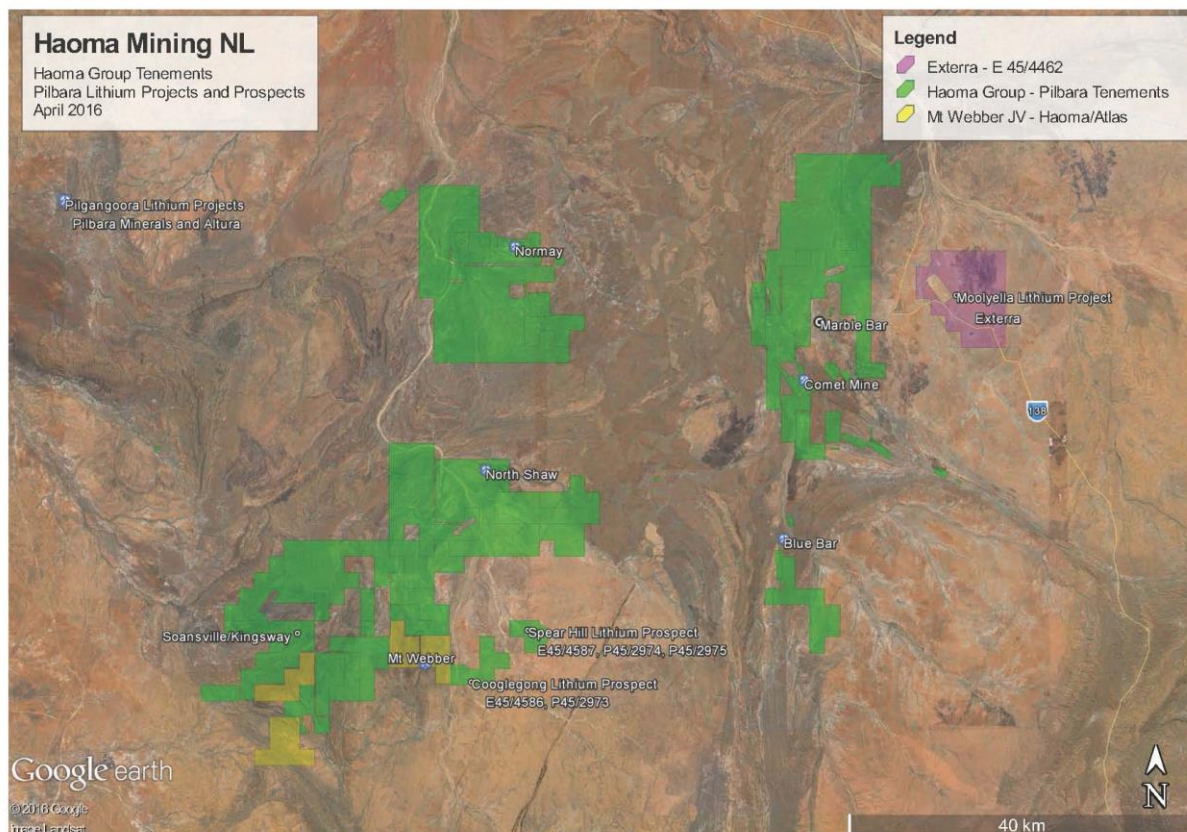 Haoma Mining NL
Haoma Group Tenements
Pilbara Lithium Projects and Prospects
April 2016
Legend
Exterra - E 45/4462
Haoma Group - Pilbara Tenements
Mt Webber JV - Haoma/Atlas
Pilgangoora Lithium Projects
Pilbara Minerals and Altura
Normay
Moolyella Lithium Project
Exterra
Marble Bar
Comet Mine
138
North Shaw
Blue Bar
Soansville/Kingsway
Spear Hill Lithium Prospect
E45/4587, P45/2974, P45/2975
Mt Webber
Cooglegong Lithium Prospect
E45/4586, P45/2973
Google earth
© 2016 Google
Image Landsat
N
40 km